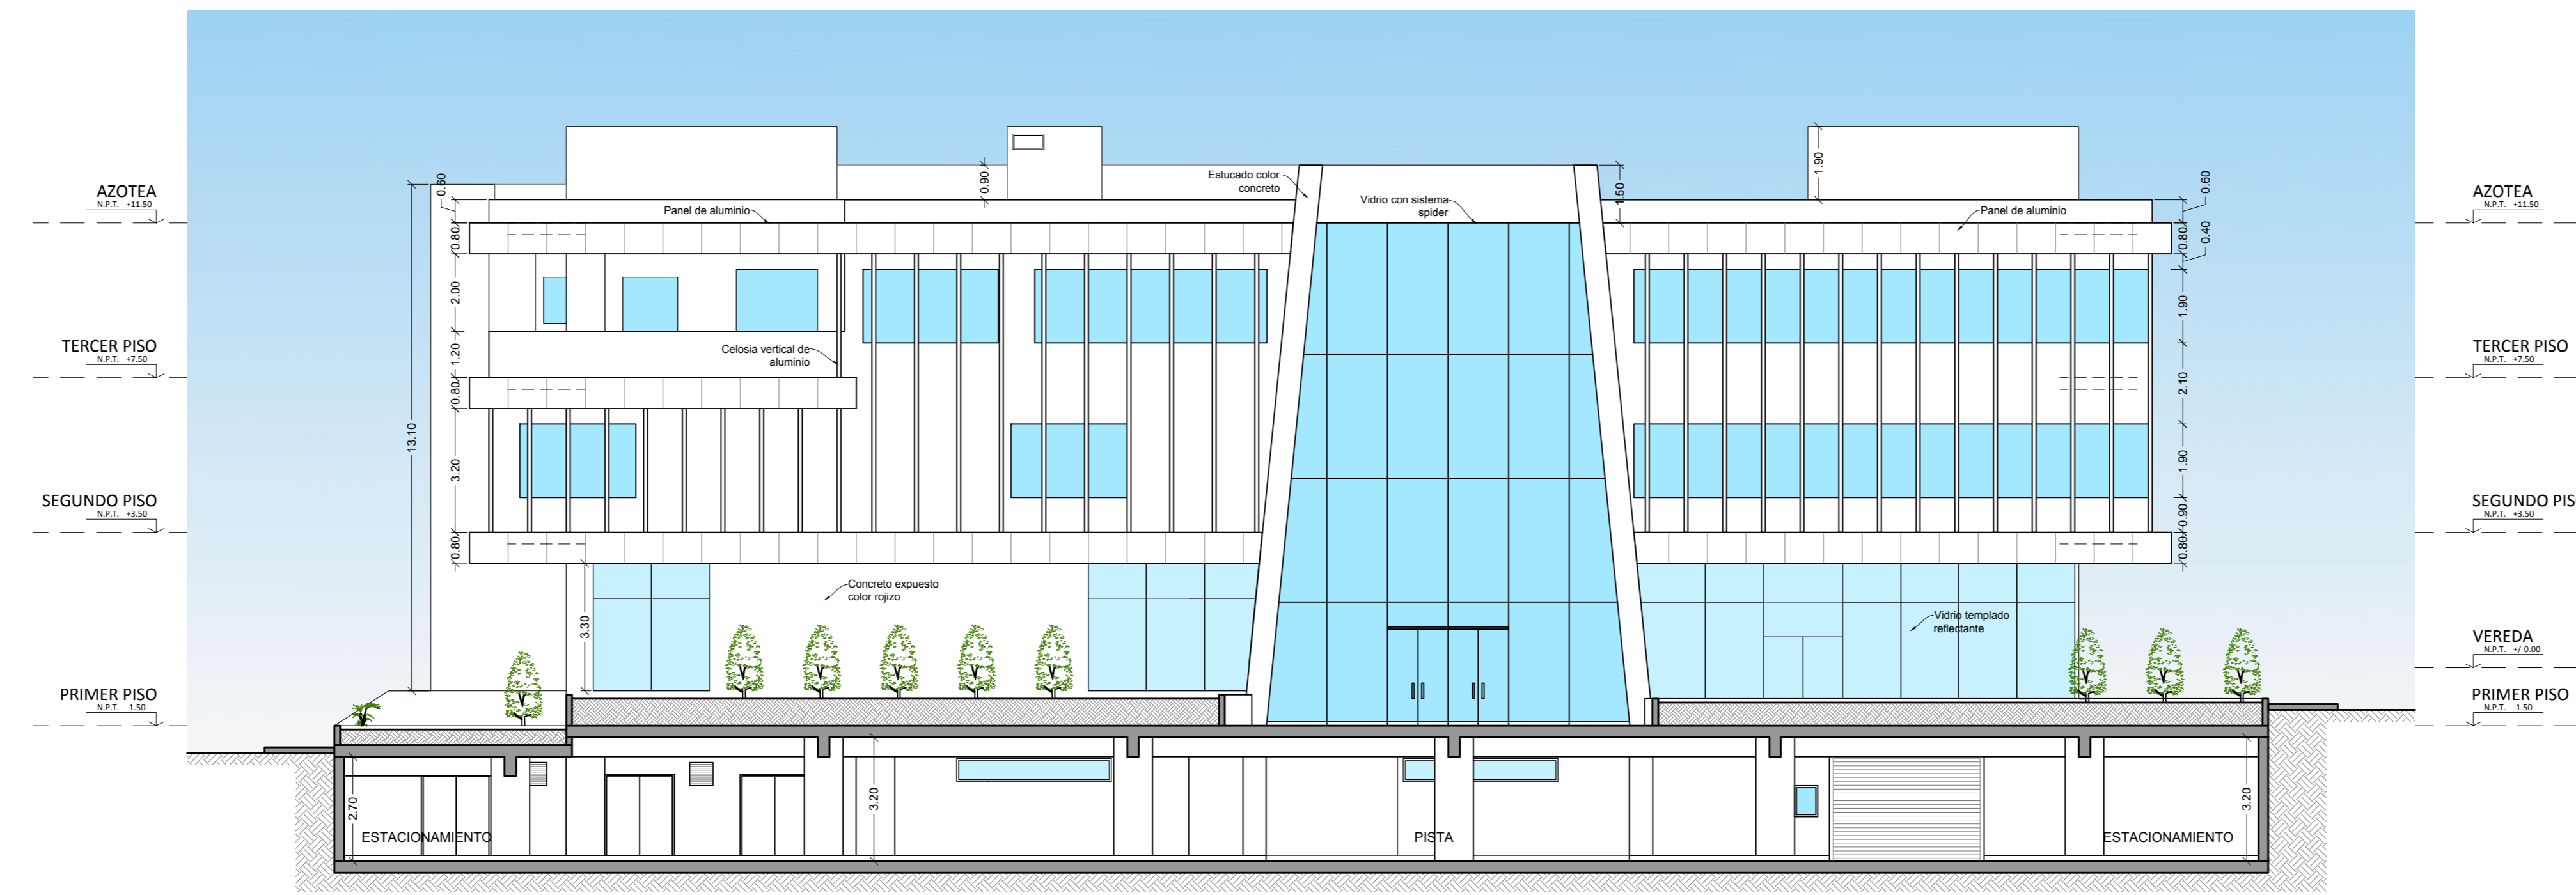 AZOTEA
N.P.T. +11.50
TERCER PISO
N.P.T. +7.50
SEGUNDO PISO
N.P.T. +3.50
PRIMER PISO
N.P.T. -1.50
13.10
0.60
0.80
2.00
1.20
0.80
3.20
0.80
3.30
Panel de aluminio
Celosia vertical de
aluminio
Concreto expuesto
color rojizo
0.90
Estucado color
concreto
Vidrio con sistema
spider
1.50
1.90
Panel de aluminio
Vidrio templado
reflectante
0.60
0.80
0.40
1.90
2.10
1.90
0.90
0.80
AZOTEA
N.P.T. +11.50
TERCER PISO
N.P.T. +7.50
SEGUNDO PIS
N.P.T. +3.50
VEREDA
N.P.T. +/-0.00
PRIMER PISO
N.P.T. -1.50
2.70
ESTACIONAMIENTO
3.20
PISTA
ESTACIONAMIENTO
3.20